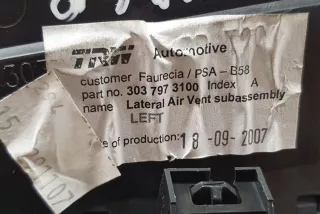 TRW Automotive
customer Faurecia / PSA - B58
part no. 303 797 3100 Index A
name Lateral Air Vent subassembly
LEFT
e of production: 18 -09- 2007